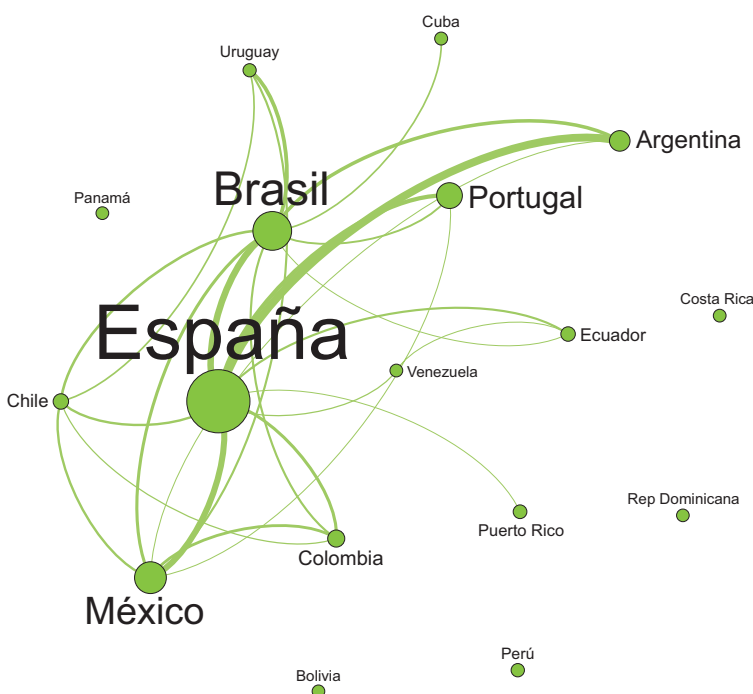 Cuba
Uruguay
Argentina
Brasil
Portugal
Panamá
Costa Rica
España
Ecuador
Venezuela
Chile
Rep Dominicana
Puerto Rico
Colombia
México
Perú
Bolivia